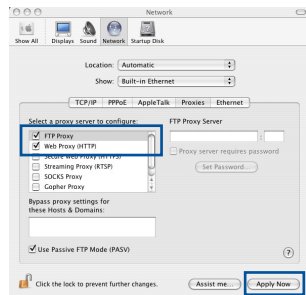 Network
Show All Displays Sound Network Startup Disk
Location: Automatic
Show: Built-in Ethernet
TCP/IP PPPoE AppleTalk Proxies Ethernet
Select a proxy server to configure:
FTP Proxy Server
FTP Proxy
Web Proxy (HTTP)
Secure Web Proxy (HTTPS)
Streaming Proxy (RTSP)
SOCKS Proxy
Gopher Proxy
:
Proxy server requires password
Set Password...
Bypass proxy settings for
these Hosts & Domains:
Use Passive FTP Mode (PASV)
?
Click the lock to prevent further changes.
Assist me...
Apply Now